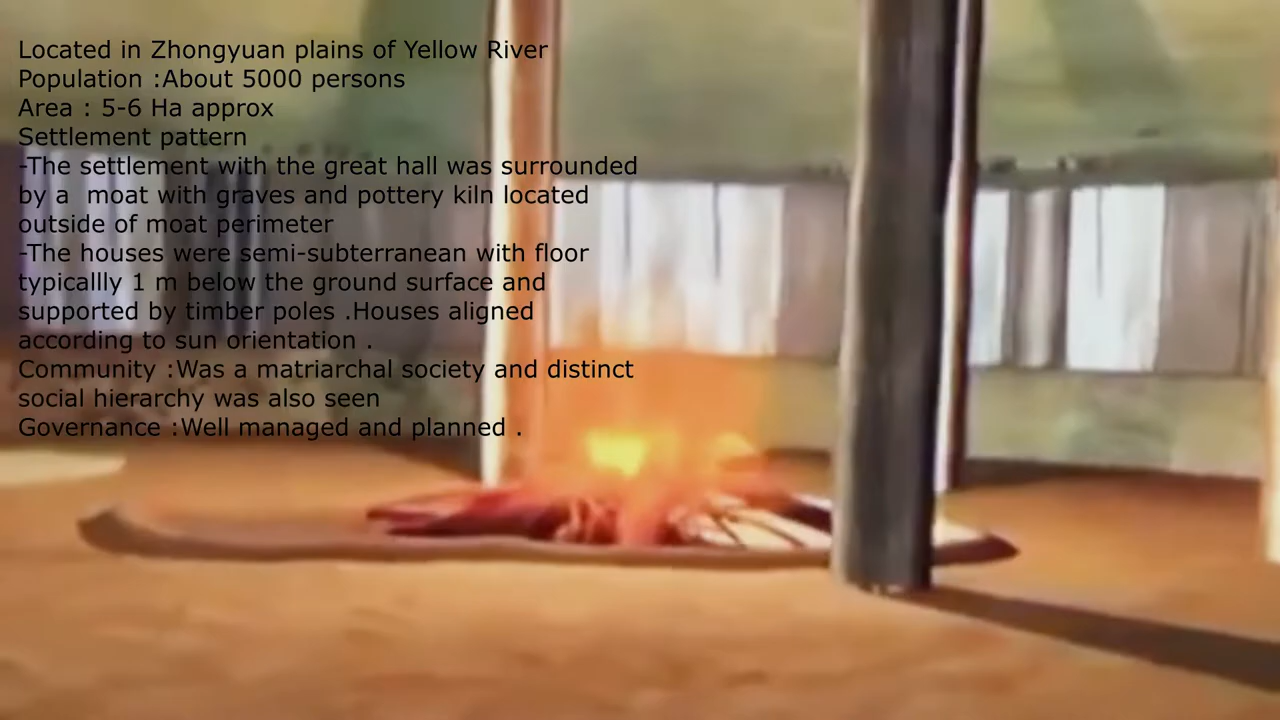 Located in Zhongyuan plains of Yellow River
Population :About 5000 persons
Area : 5-6 Ha approx
Settlement pattern
-The settlement with the great hall was surrounded
by a  moat with graves and pottery kiln located
outside of moat perimeter
-The houses were semi-subterranean with floor
typicallly 1 m below the ground surface and
supported by timber poles .Houses aligned
according to sun orientation .
Community :Was a matriarchal society and distinct
social hierarchy was also seen
Governance :Well managed and planned .